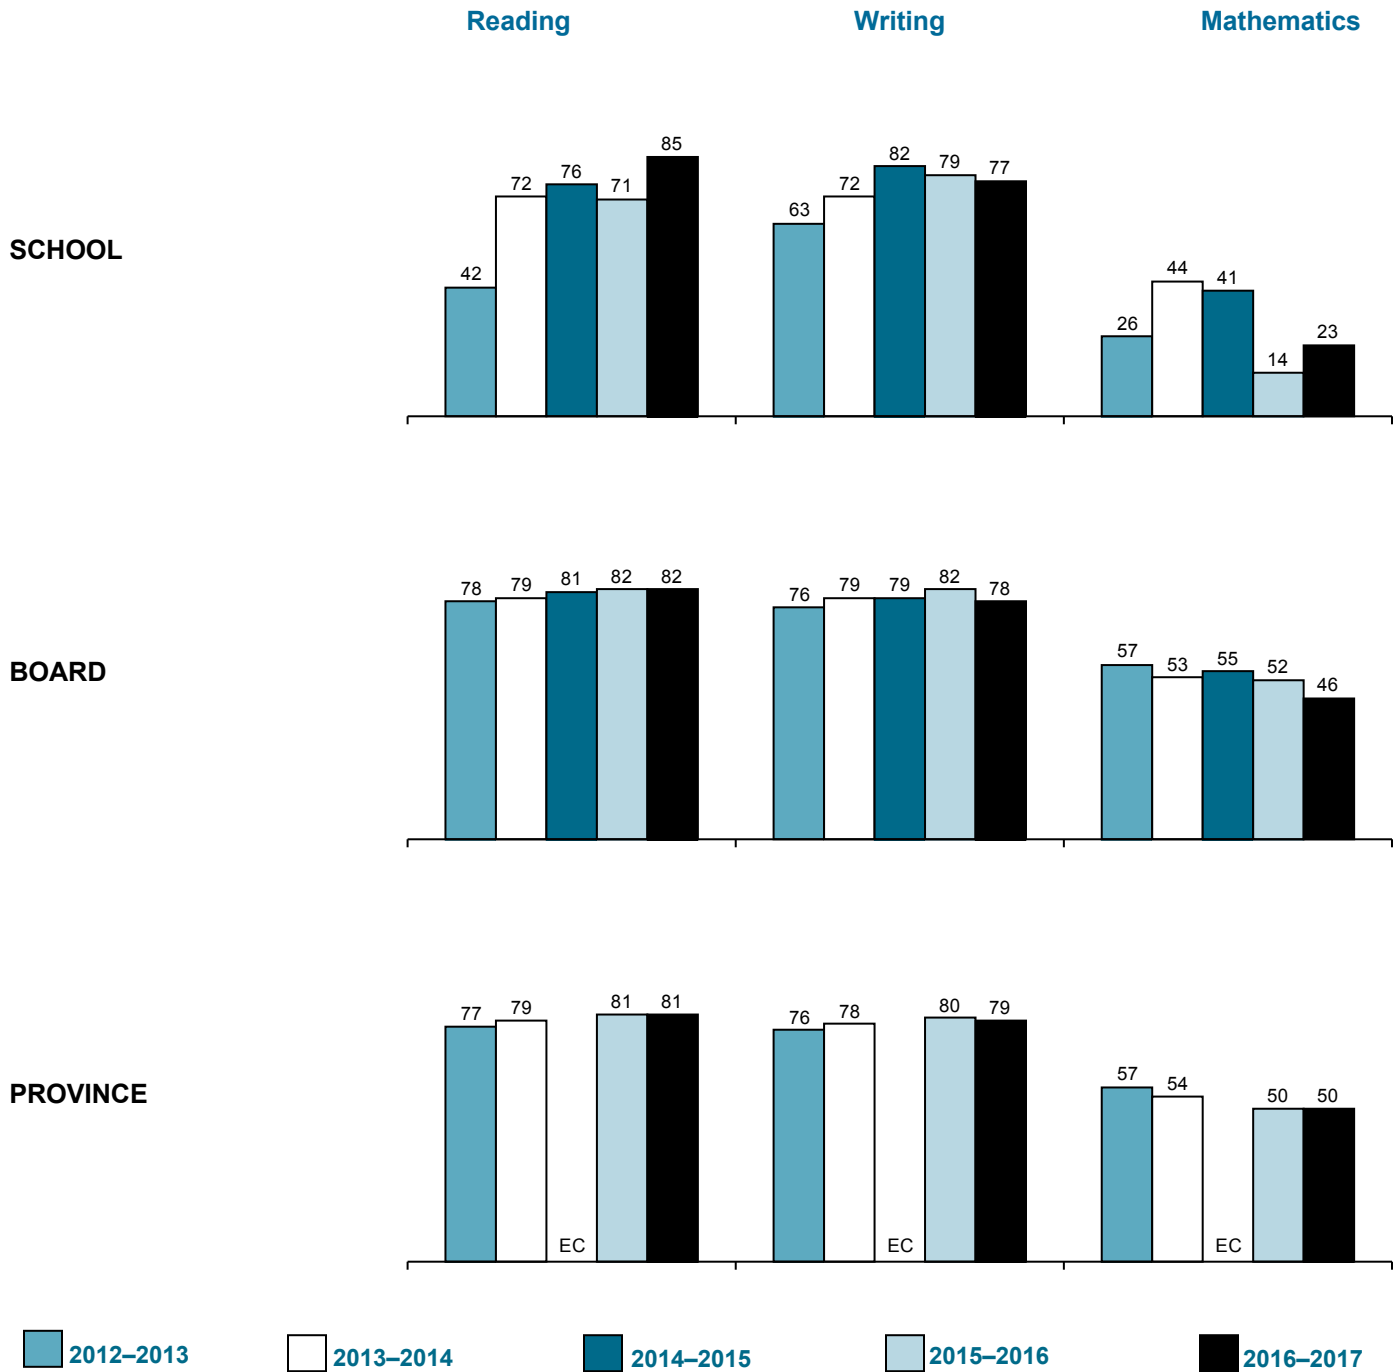 Reading Writing Mathematics
SCHOOL
42 72 76 71 85
63 72 82 79 77
26 44 41 14 23
BOARD
78 79 81 82 82
76 79 79 82 78
57 53 55 52 46
PROVINCE
77 79 EC 81 81
76 78 EC 80 79
57 54 EC 50 50
2012–2013 2013–2014 2014–2015 2015–2016 2016–2017